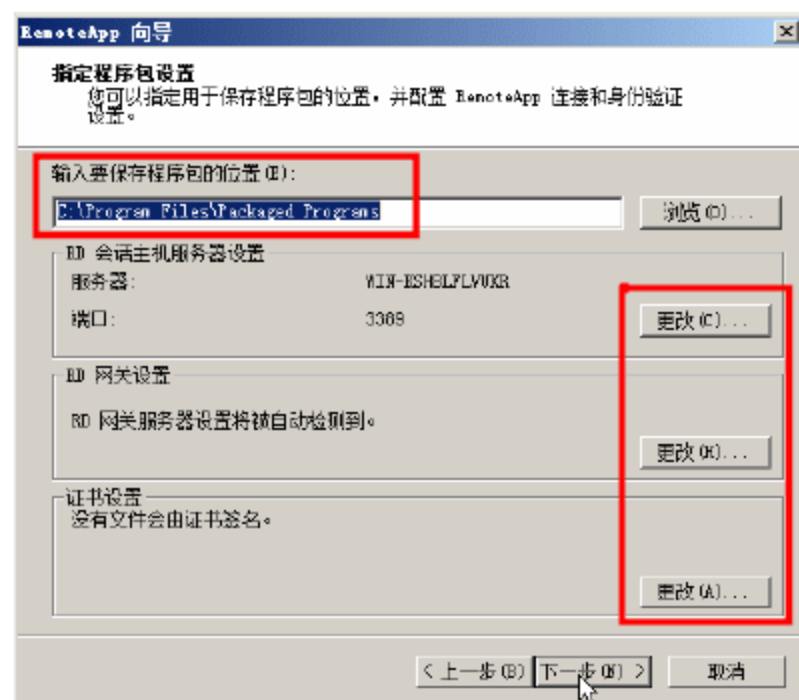 RemoteApp 向导
指定程序包设置
您可以指定用于保存程序包的位置，并配置 RemoteApp 连接和身份验证
设置。
输入要保存程序包的位置(E):
C:\Program Files\Packaged Programs
浏览(O)...
RD 会话主机服务器设置
服务器:
端口: 3389
更改(C)...
RD 网关设置
RD 网关服务器设置将被自动检测到。
更改(H)...
证书设置
没有文件会由证书签名。
更改(A)...
< 上一步(B) 下一步(N) > 取消